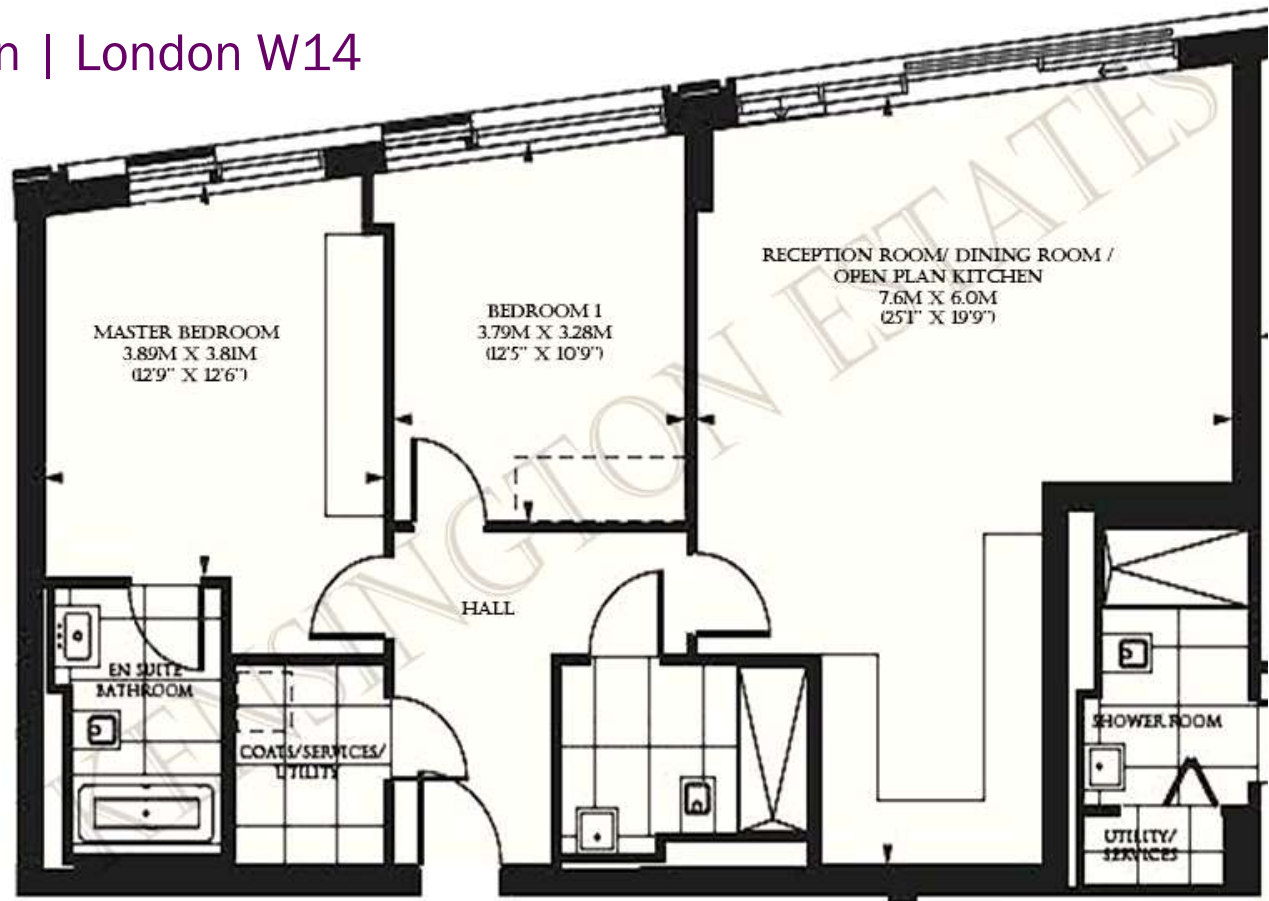 n | London W14
RECEPTION ROOM/ DINING ROOM /
OPEN PLAN KITCHEN
7.6M X 6.0M
(25'1" X 19'9")
BEDROOM 1
3.79M X 3.28M
(12'5" X 10'9")
MASTER BEDROOM
3.89M X 3.81M
(12'9" X 12'6")
HALL
EN SUITE
BATHROOM
COATS/SERVICES/
UTILITY
SHOWER ROOM
UTILITY/
SERVICES
KENSINGTON ESTATES